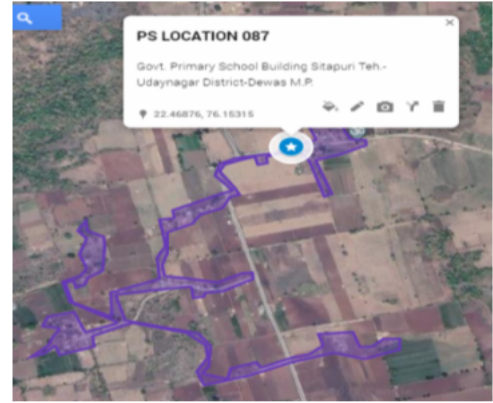 PS LOCATION 087
Govt. Primary School Building Sitapuri Teh.-
Udaynagar District-Dewas M.P.
22.46876, 76.15315